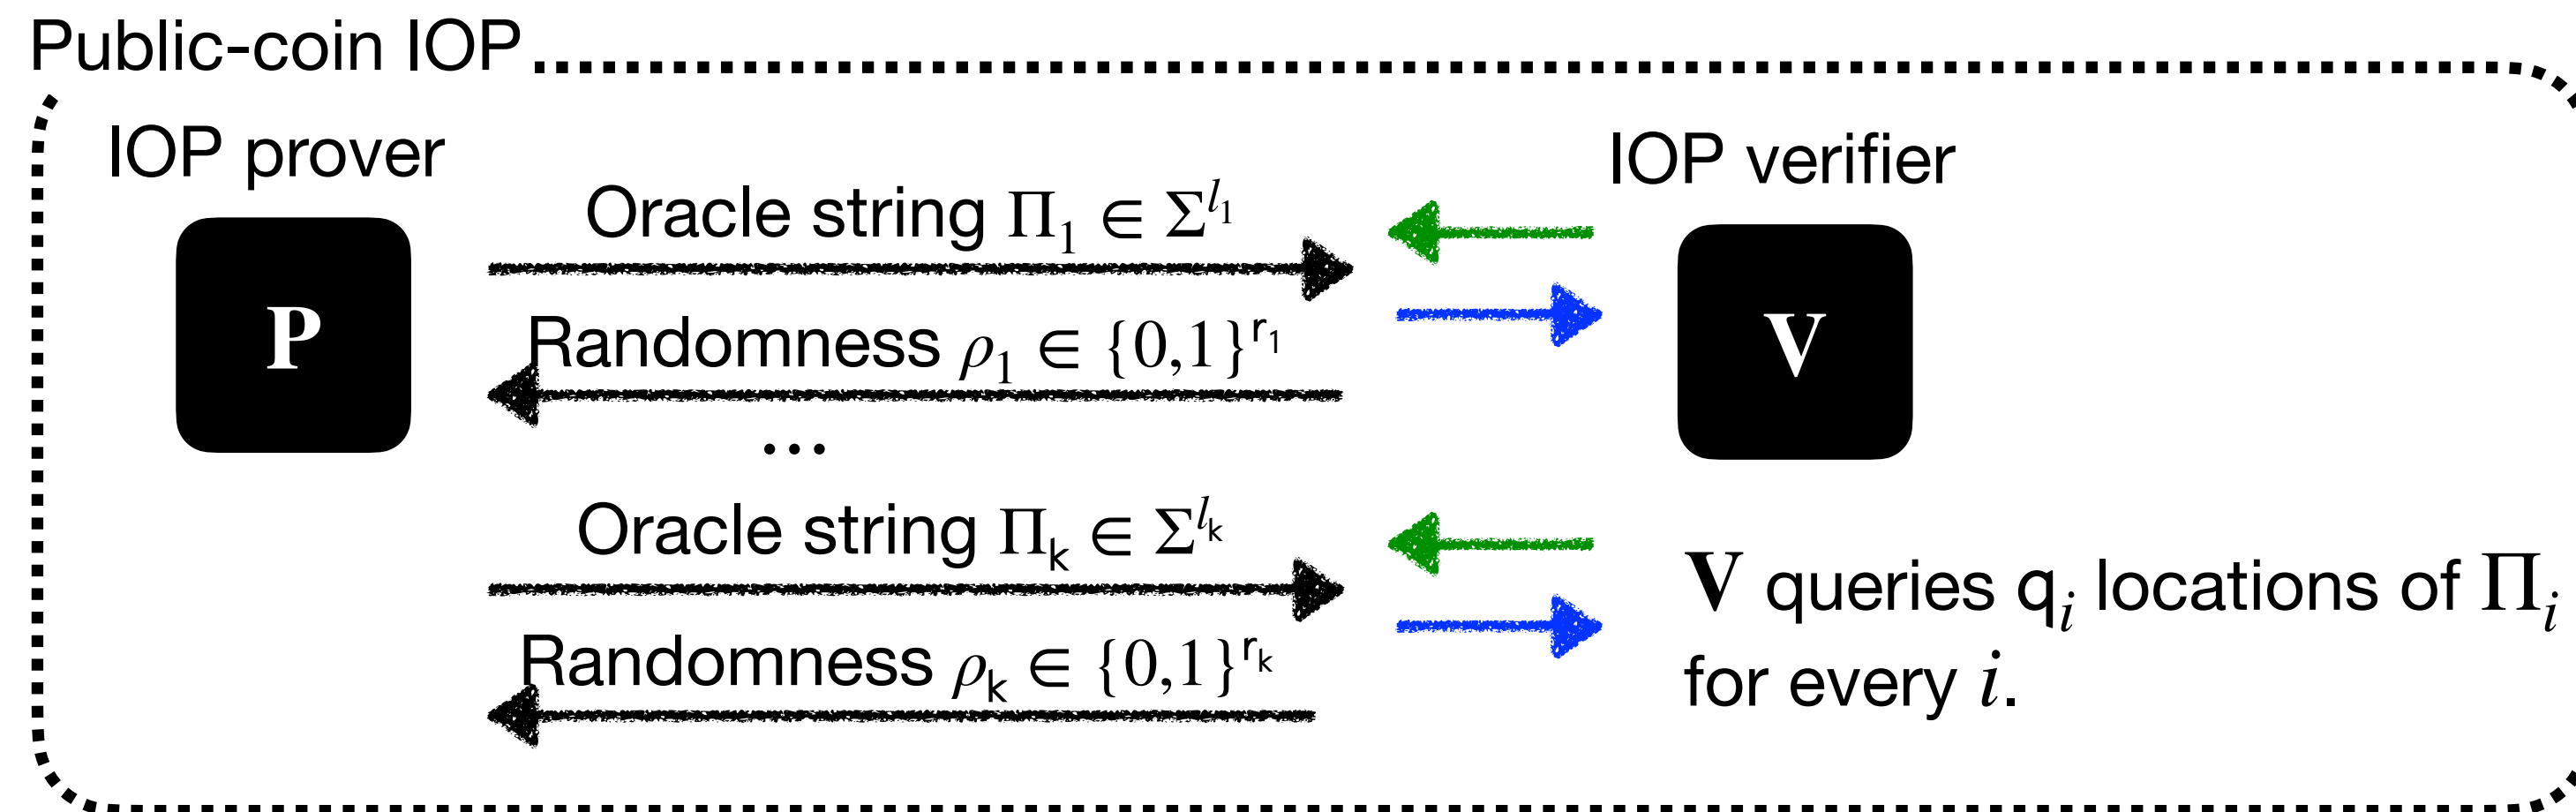 Public-coin IOP
IOP prover
IOP verifier
Oracle string Π₁ ∈ Σ^{l₁}
P
V
Randomness ρ₁ ∈ {0,1}^{r₁}
...
Oracle string Πₖ ∈ Σ^{lₖ}
Randomness ρₖ ∈ {0,1}^{rₖ}
V queries qᵢ locations of Πᵢ
for every i.